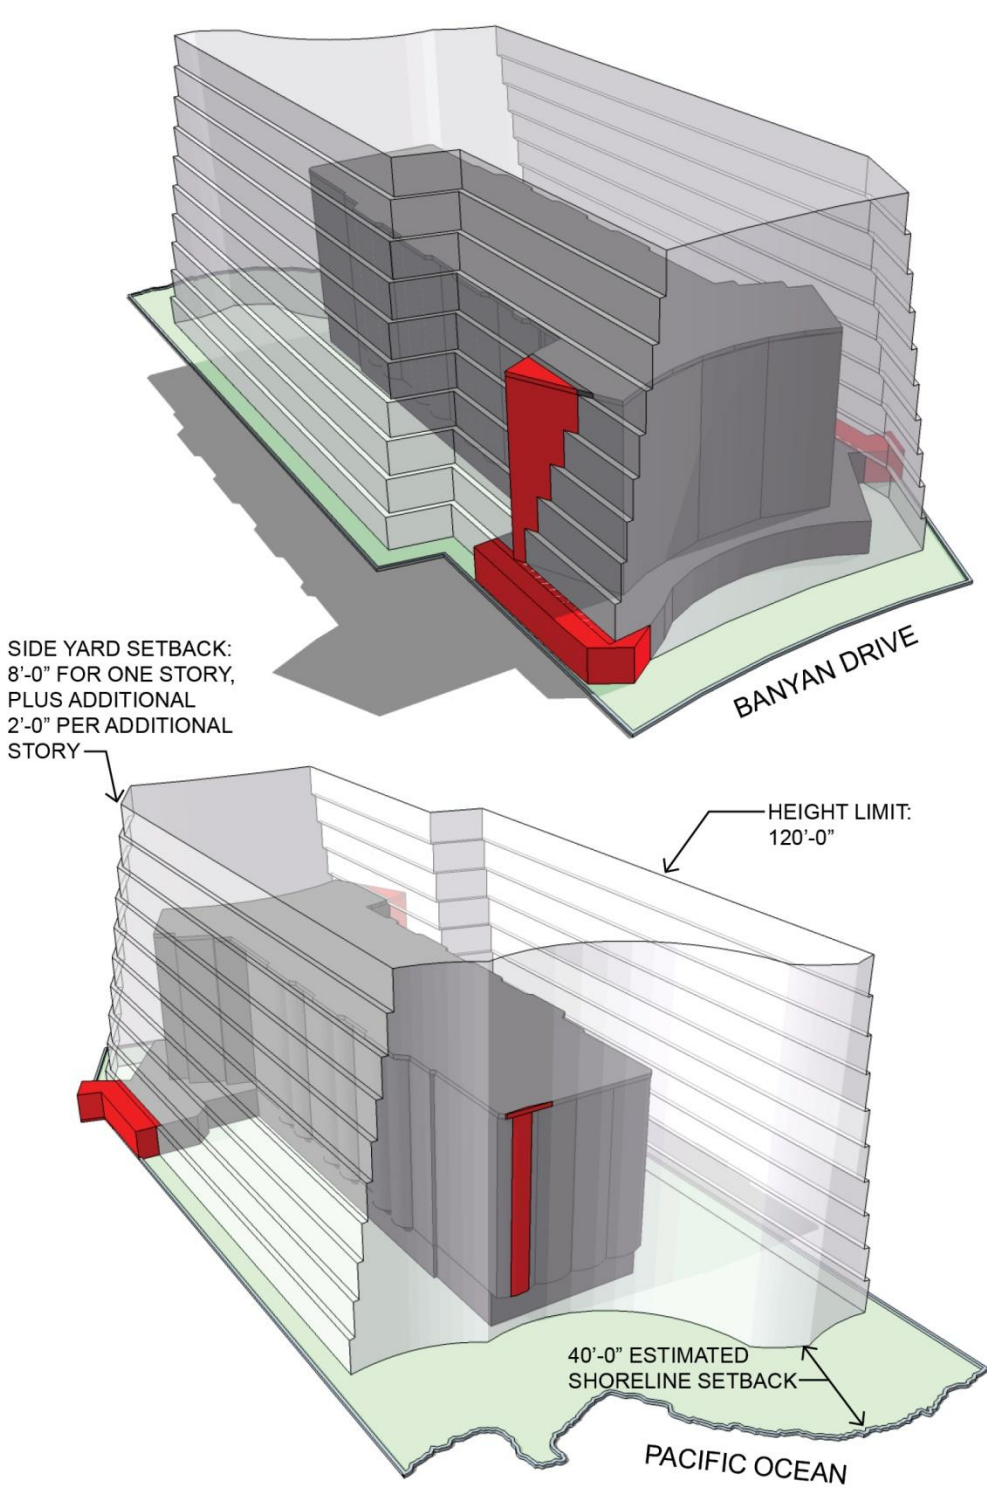 BANYAN DRIVE
SIDE YARD SETBACK:
8'-0" FOR ONE STORY,
PLUS ADDITIONAL
2'-0" PER ADDITIONAL
STORY
HEIGHT LIMIT:
120'-0"
40'-0" ESTIMATED
SHORELINE SETBACK
PACIFIC OCEAN